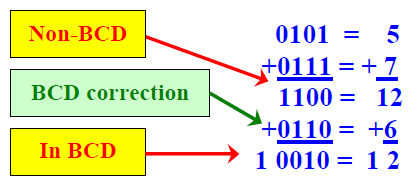 Non-BCD
BCD correction
In BCD
0101 = 5
+0111 = + 7
1100 = 12
+0110 = +6
1 0010 = 1 2